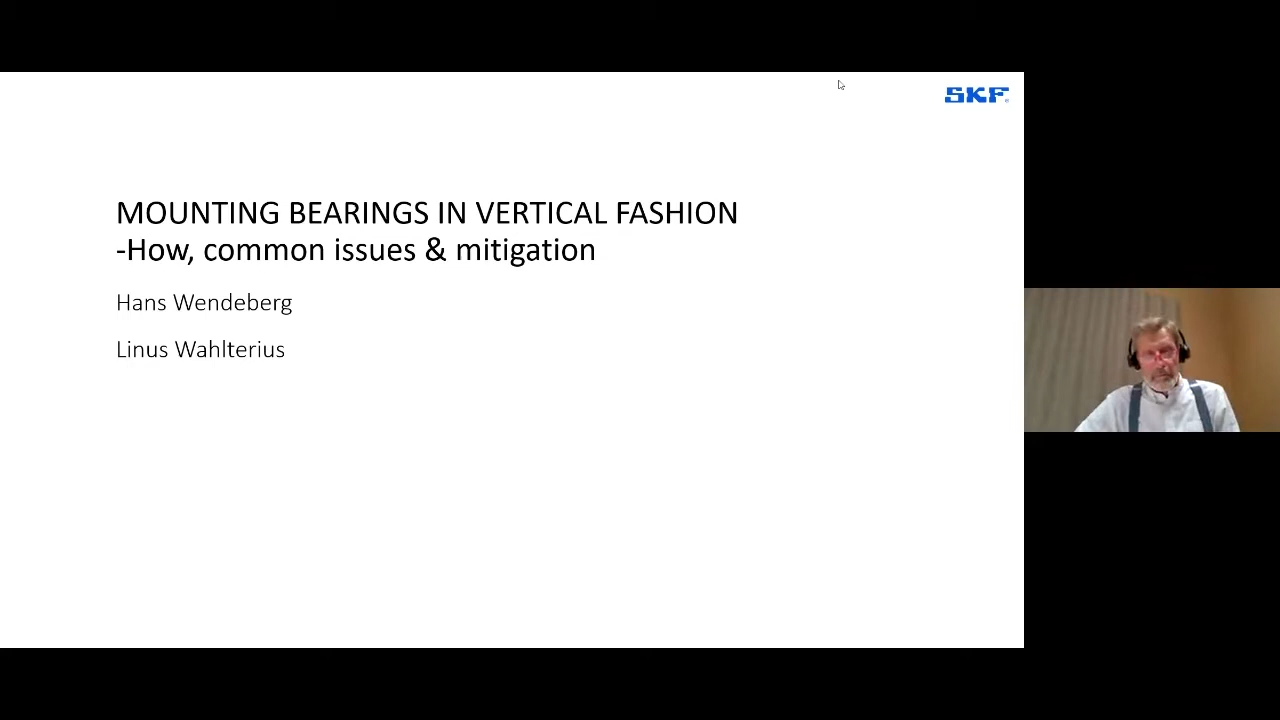 SKF
MOUNTING BEARINGS IN VERTICAL FASHION
-How, common issues & mitigation
Hans Wendeberg
Linus Wahlterius